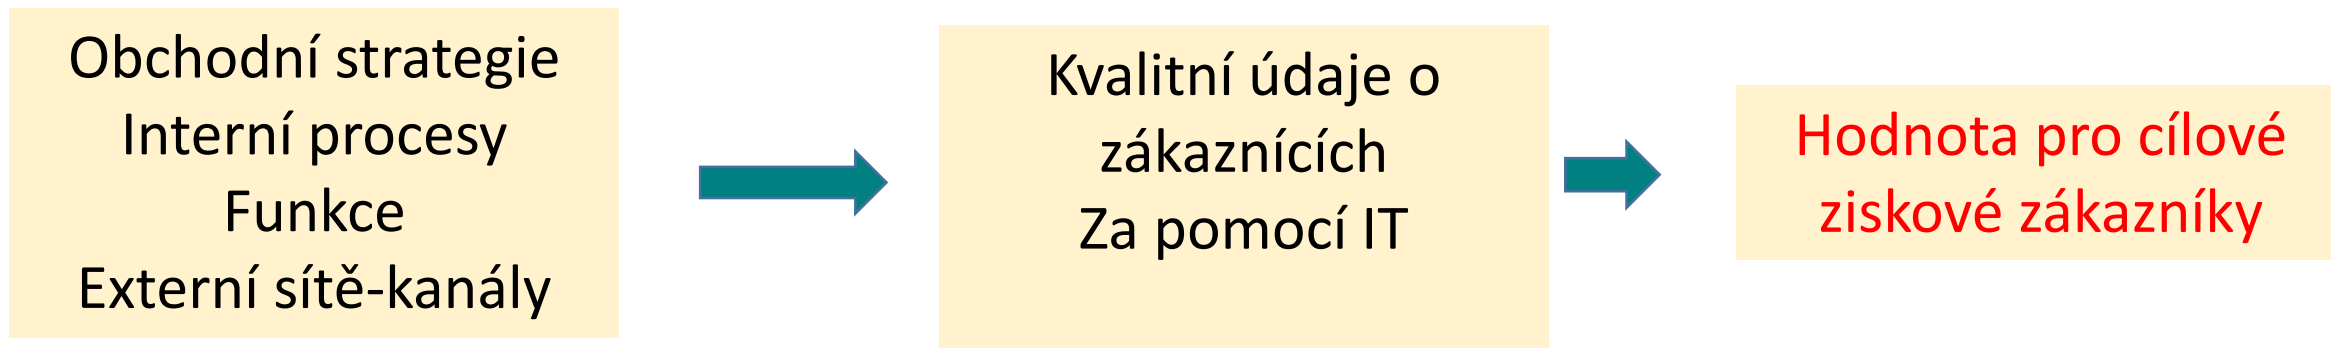 Obchodní strategie
Interní procesy
Funkce
Externí sítě-kanály
Kvalitní údaje o
zákaznících
Za pomocí IT
Hodnota pro cílové
ziskové zákazníky